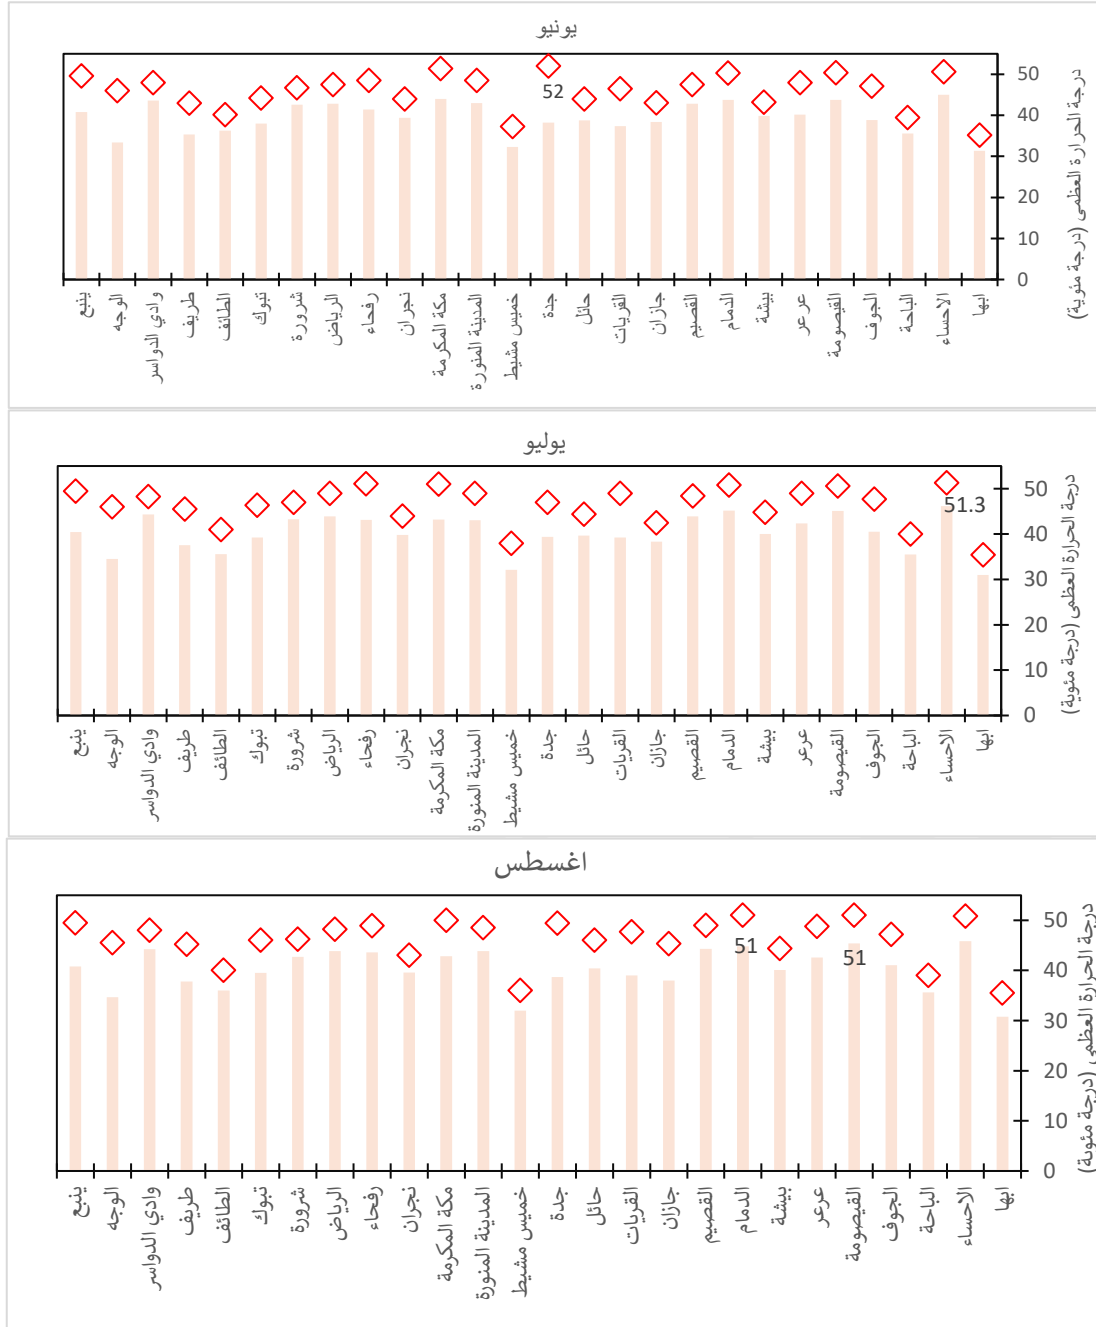 يونيو
درجة الحرارة العظمى (درجة مئوية)
50
40
30
20
10
0
52
ابها
الاحساء
الباحة
الجوف
القيصومة
عرعر
بيشة
الدمام
القصيم
جازان
القريات
حائل
جدة
خميس مشيط
المدينة المنورة
مكة المكرمة
نجران
رفحاء
الرياض
شرورة
تبوك
الطائف
طريف
وادي الدواسر
الوجه
ينبع
يوليو
درجة الحرارة العظمى (درجة مئوية)
50
40
30
20
10
0
51.3
ابها
الاحساء
الباحة
الجوف
القيصومة
عرعر
بيشة
الدمام
القصيم
جازان
القريات
حائل
جدة
خميس مشيط
المدينة المنورة
مكة المكرمة
نجران
رفحاء
الرياض
شرورة
تبوك
الطائف
طريف
وادي الدواسر
الوجه
ينبع
اغسطس
درجة الحرارة العظمى (درجة مئوية)
50
40
30
20
10
0
51
51
ابها
الاحساء
الباحة
الجوف
القيصومة
عرعر
بيشة
الدمام
القصيم
جازان
القريات
حائل
جدة
خميس مشيط
المدينة المنورة
مكة المكرمة
نجران
رفحاء
الرياض
شرورة
تبوك
الطائف
طريف
وادي الدواسر
الوجه
ينبع